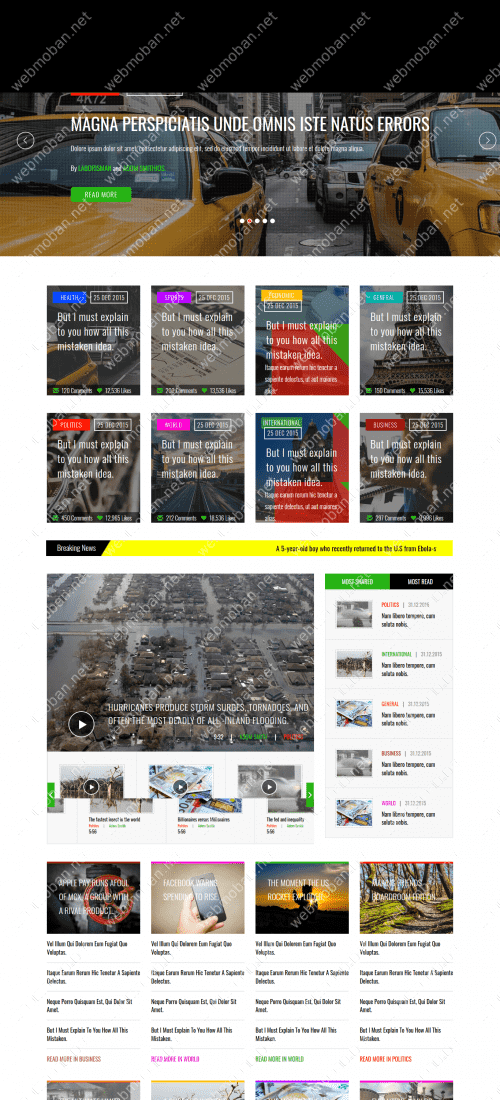 4K72
MAGNA PERSPICIATIS UNDE OMNIS ISTE NATUS ERRORS
Dolore ipsum dolor sit amet, consectetur adipiscing elit, sed do eiusmod tempor incididunt ut labore et dolore magna aliqua.
By LABORISMAN and ADOM SMITHIOS
READ MORE
HEALTH 25 DEC 2015
But I must explain
to you how all this
mistaken idea.
120 Comments 12,536 Likes
SPORTS 25 DEC 2015
But I must explain
to you how all this
mistaken idea.
Comments 13,536 Likes
25 DEC 2015
But I must explain
to you how all this
mistaken idea.
Itaque earum rerum hic tenetur a
sapiente delectus, ut aut maiores
alias.
GENERAL 25 DEC 2015
But I must explain
to you how all this
mistaken idea.
150 Comments 15,536 Likes
POLITICS 25 DEC 2015
But I must explain
to you how all this
mistaken idea.
450 Comments 12,965 Likes
WORLD 25 DEC 2015
But I must explain
to you how all this
mistaken idea.
212 Comments 18,536 Likes
INTERNATIONAL
25 DEC 2015
But I must explain
to you how all this
mistaken idea.
Itaque earum rerum hic tenetur a
sapiente delectus, ut aut maiores
alias.
BUSINESS 25 DEC 2015
But I must explain
to you how all this
mistaken idea.
297 Comments Likes
Breaking News
A 5-year-old boy who recently returned to the U.S from Ebola-s
HURRICANES PRODUCE STORM SURGES, TORNADOES, AND
OFTEN THE MOST DEADLY OF ALL, INLAND FLOODING.
9:32
The fastest insect in the world
Politics
5:56
Billionaires versus Millionaires
Politics
5:56
The fed and inequality
Politics
5:56
MOST SHARED MOST READ
POLITICS | 31.12.2015
Nam libero tempore, cum
soluta nobis.
INTERNATIONAL | 31.12.2015
Nam libero tempore, cum
soluta nobis.
GENERAL | 31.12.2015
Nam libero tempore, cum
soluta nobis.
BUSINESS | 31.12.2015
Nam libero tempore, cum
soluta nobis.
WORLD | 31.12.2015
Nam libero tempore, cum
soluta nobis.
APPLE PAY RUNS AFOUL
OF MCX, A GROUP WITH
A RIVAL PRODUCT
Vel Illum Qui Dolorem Eum Fugiat Quo
Voluptas.
Itaque Earum Rerum Hic Tenetur A Sapiente
Delectus.
Neque Porro Quisquam Est, Qui Dolor Sit
Amet.
But I Must Explain To You How All This
Mistaken.
READ MORE IN BUSINESS
FACEBOOK WARNS
SPENDING TO RISE
Vel Illum Qui Dolorem Eum Fugiat Quo
Voluptas.
Itaque Earum Rerum Hic Tenetur A Sapiente
Delectus.
Neque Porro Quisquam Est, Qui Dolor Sit
Amet.
But I Must Explain To You How All This
Mistaken.
READ MORE IN WORLD
THE MOMENT THE US
ROCKET EXPLODED
Vel Illum Qui Dolorem Eum Fugiat Quo
Voluptas.
Itaque Earum Rerum Hic Tenetur A Sapiente
Delectus.
Neque Porro Quisquam Est, Qui Dolor Sit
Amet.
But I Must Explain To You How All This
Mistaken.
READ MORE IN WORLD
BOARDROOM EDITION
Vel Illum Qui Dolorem Eum Fugiat Quo
Voluptas.
Itaque Earum Rerum Hic Tenetur A Sapiente
Delectus.
Neque Porro Quisquam Est, Qui Dolor Sit
Amet.
But I Must Explain To You How All This
Mistaken.
READ MORE IN POLITICS
webmoban.net